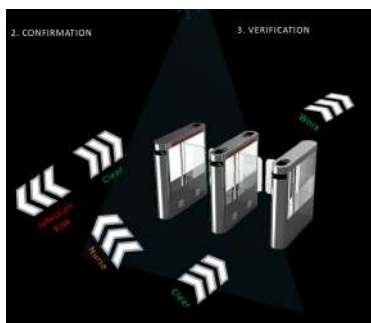 2. CONFIRMATION
3. VERIFICATION
Work
Clear
Infection
Risk
Nurse
Clear